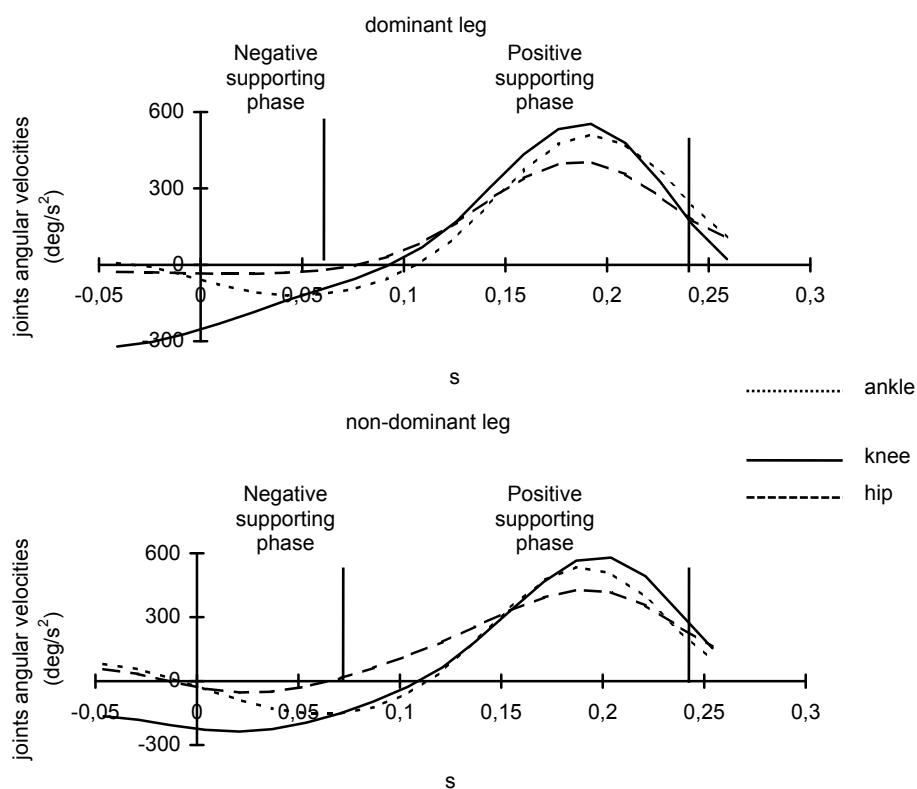 dominant leg
Negative
supporting
phase
Positive
supporting
phase
joints angular velocities
(deg/s²)
600
300
0
-300
-0,05
0
0,05
0,1
0,15
0,2
0,25
0,3
s
ankle
knee
hip
non-dominant leg
Negative
supporting
phase
Positive
supporting
phase
joints angular velocities
(deg/s²)
600
300
0
-300
-0,05
0
0,05
0,1
0,15
0,2
0,25
0,3
s